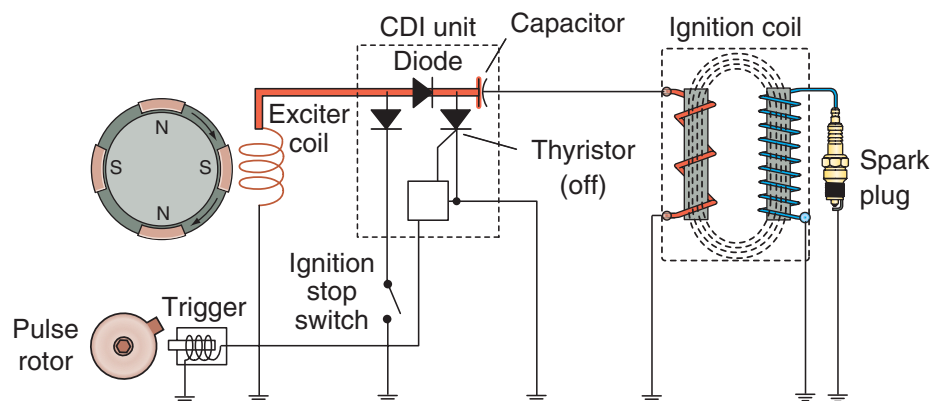 CDI unit
Capacitor
Ignition coil
Diode
Exciter
coil
N
S
S
N
Thyristor
(off)
Spark
plug
Ignition
stop
switch
Trigger
Pulse
rotor